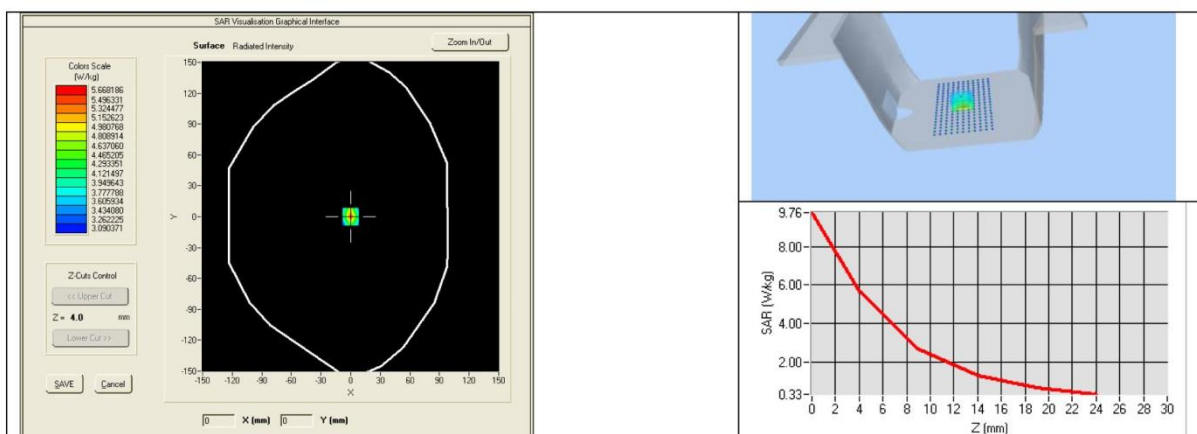 SAR Visualisation Graphical Interface
Surface Radiated Intensity
Zoom In/Out
Colors Scale
(W/kg)
5.668186
5.496331
5.324477
5.152623
4.980768
4.808914
4.637060
4.465205
4.293351
4.121497
3.949643
3.777788
3.605934
3.434080
3.262225
3.090371
Z-Cuts Control
<< Upper Cut
Z = 4.0 mm
Lower Cut >>
SAVE Cancel
150
120
90
60
30
Y 0
-30
-60
-90
-120
-150
-150 -120 -90 -60 -30 0 30 60 90 120 150
X
0 X (mm) 0 Y (mm)
SAR (W/kg)
9.76
8.00
6.00
4.00
2.00
0.33
0 2 4 6 8 10 12 14 16 18 20 22 24 26 28 30
Z (mm)